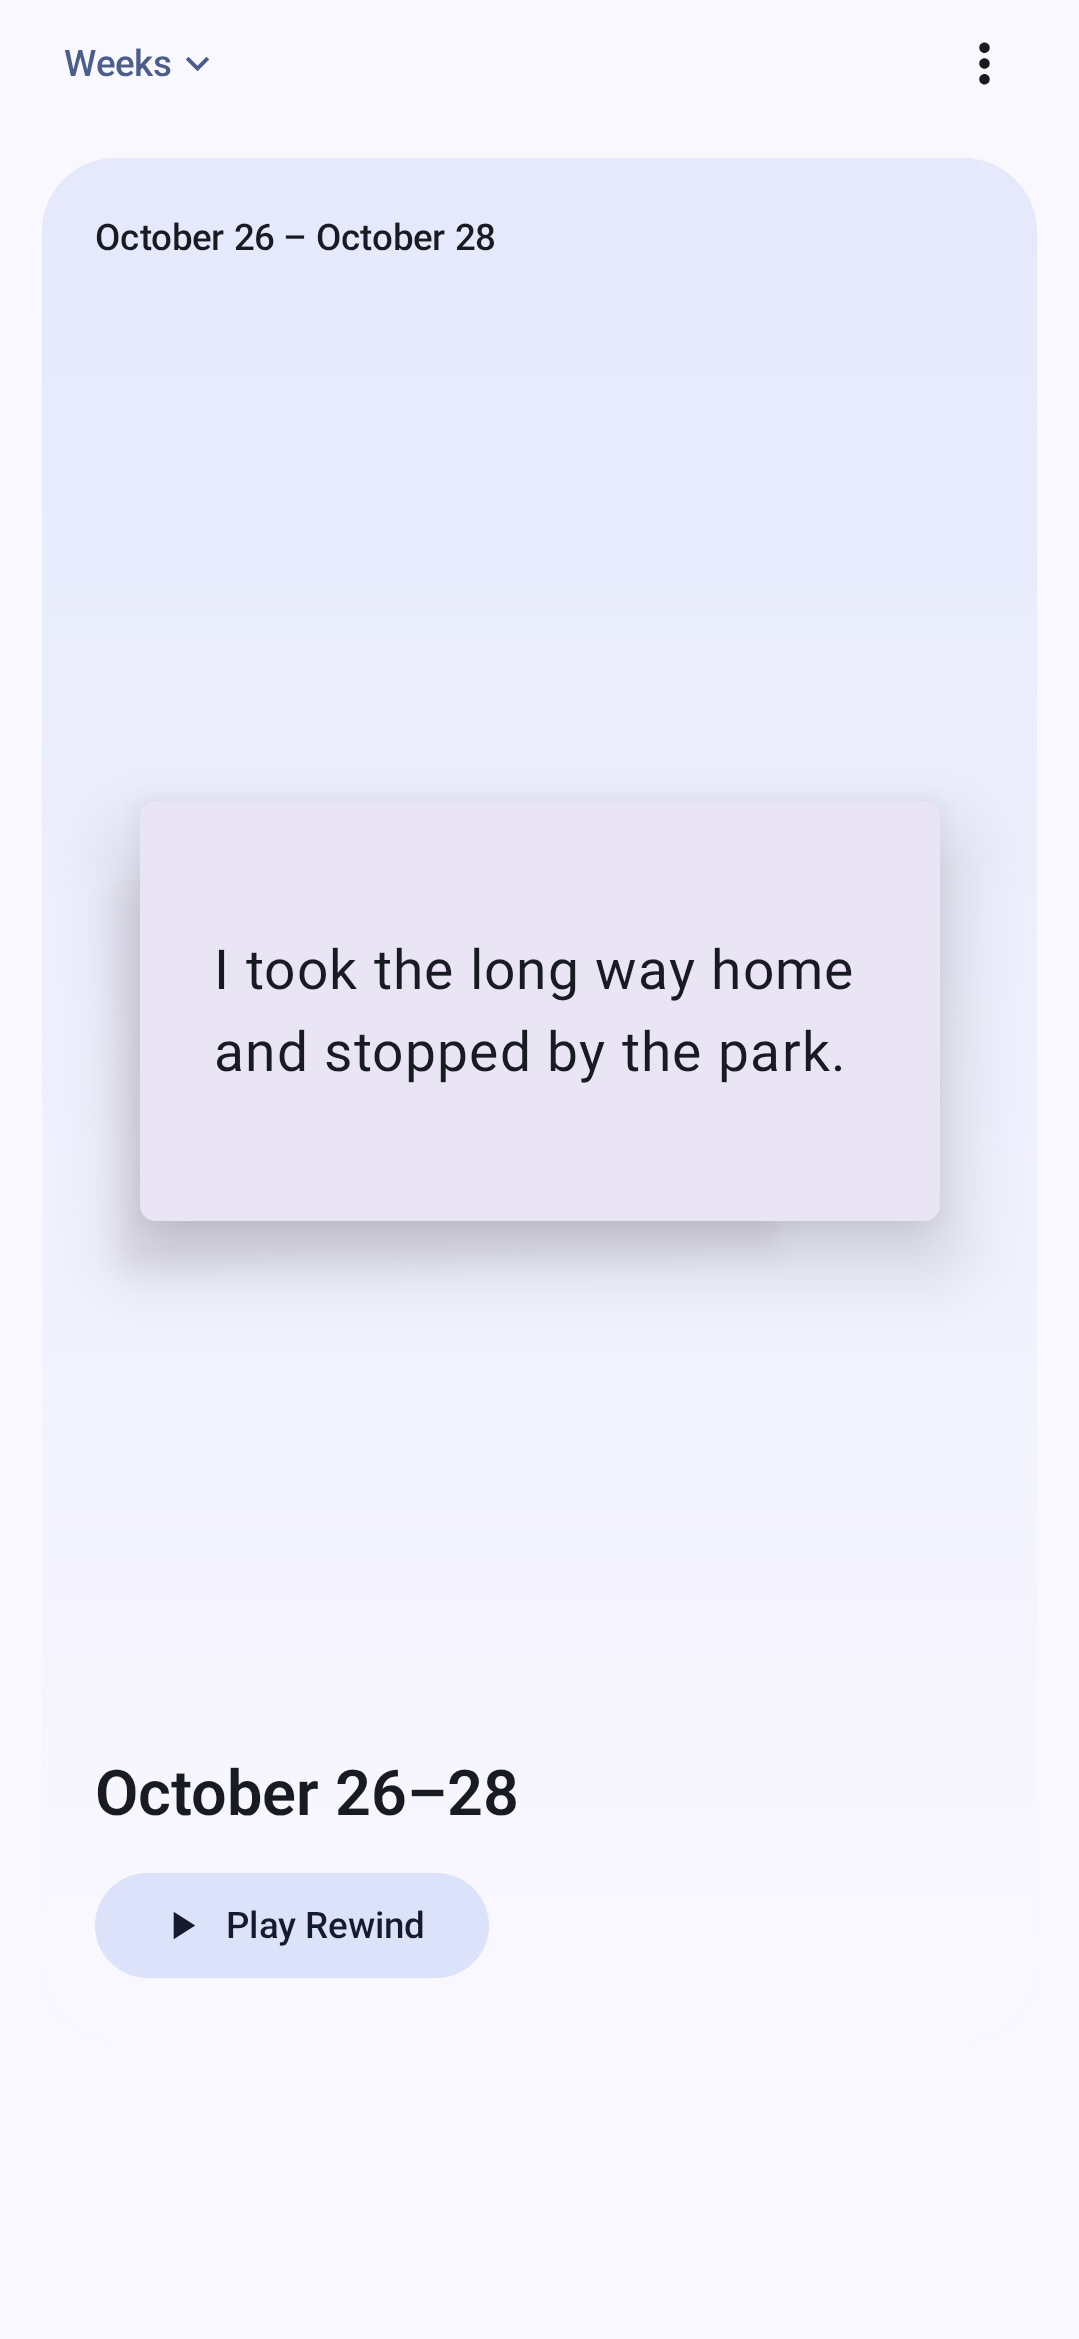 Weeks
October 26 – October 28
I took the long way home
and stopped by the park.
October 26–28
Play Rewind